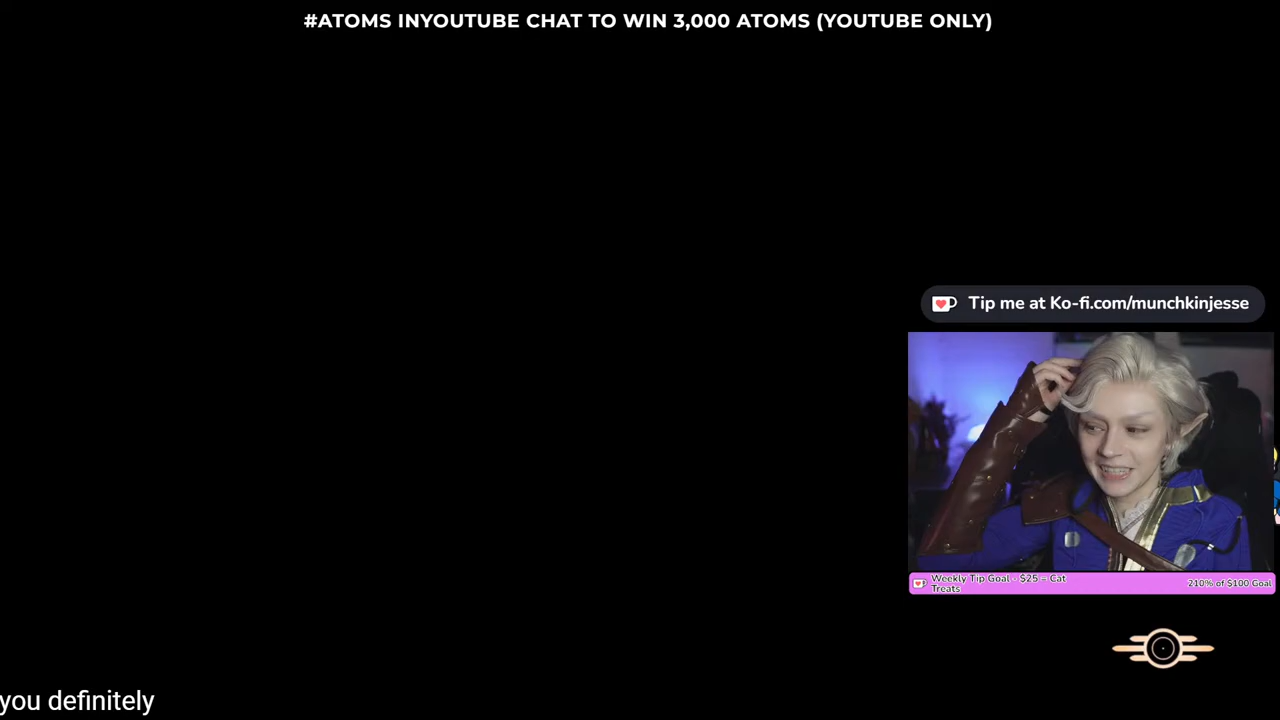 #ATOMS INYOUTUBE CHAT TO WIN 3,000 ATOMS (YOUTUBE ONLY)
Tip me at Ko-fi.com/munchkinjesse
Weekly Tip Goal - $25 = Cat
Treats
210% of $100 Goal
you definitely